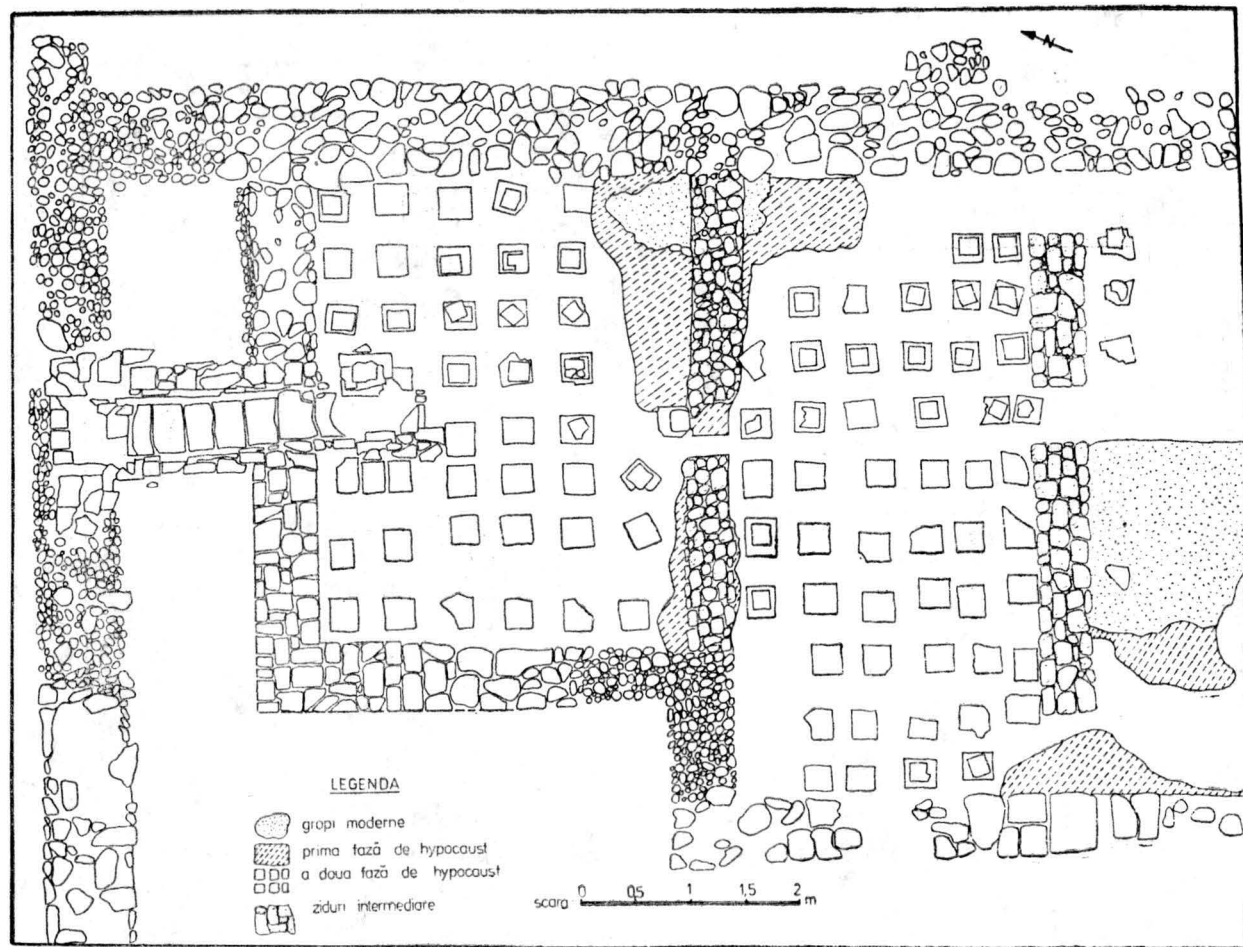 N
LEGENDA
gropi moderne
prima fază de hypocaust
a doua fază de hypocaust
ziduri intermediare
scara 0 0,5 1 1,5 2 m